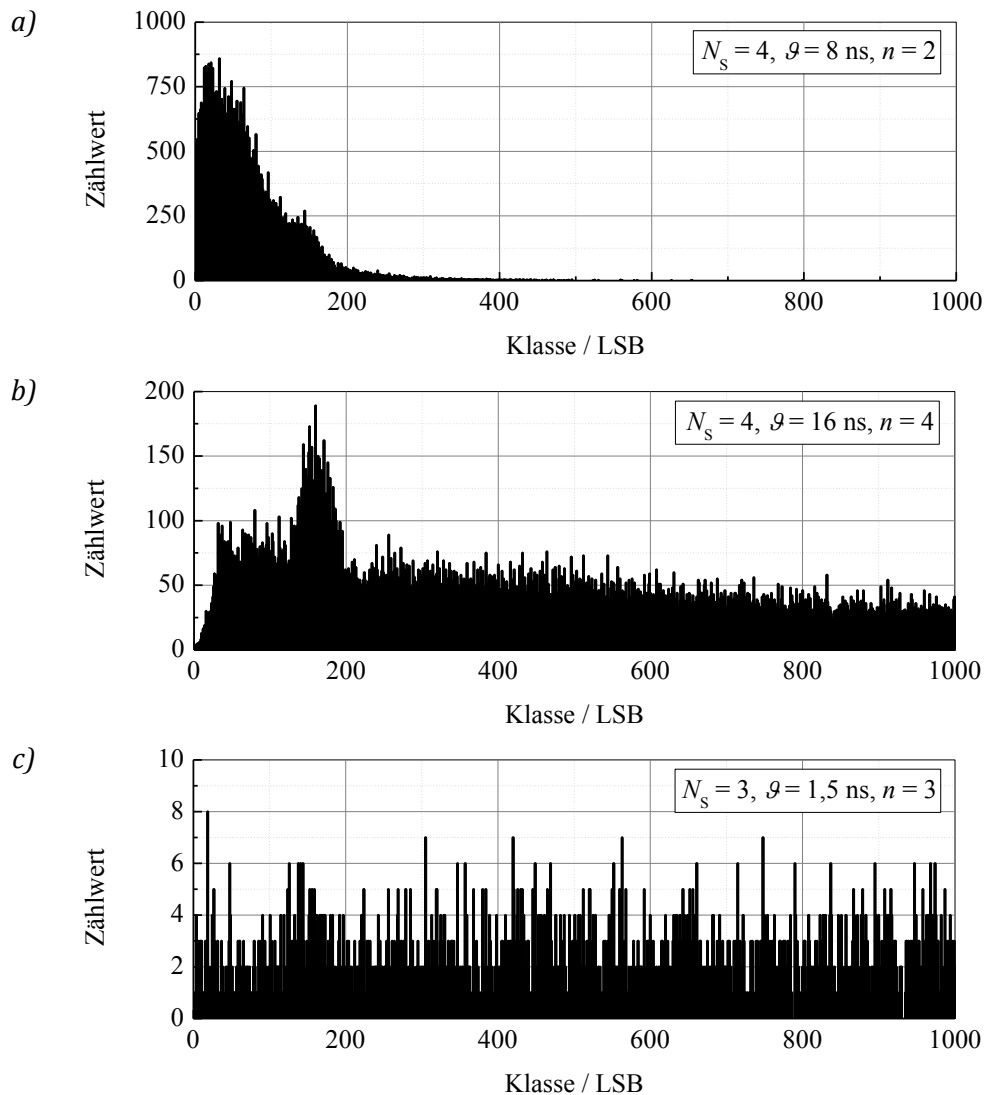 a)
1000
750
500
250
0
Zählwert
N_S = 4, ϑ = 8 ns, n = 2
0 200 400 600 800 1000
Klasse / LSB
b)
200
150
100
50
0
Zählwert
N_S = 4, ϑ = 16 ns, n = 4
0 200 400 600 800 1000
Klasse / LSB
c)
10
8
6
4
2
0
Zählwert
N_S = 3, ϑ = 1,5 ns, n = 3
0 200 400 600 800 1000
Klasse / LSB